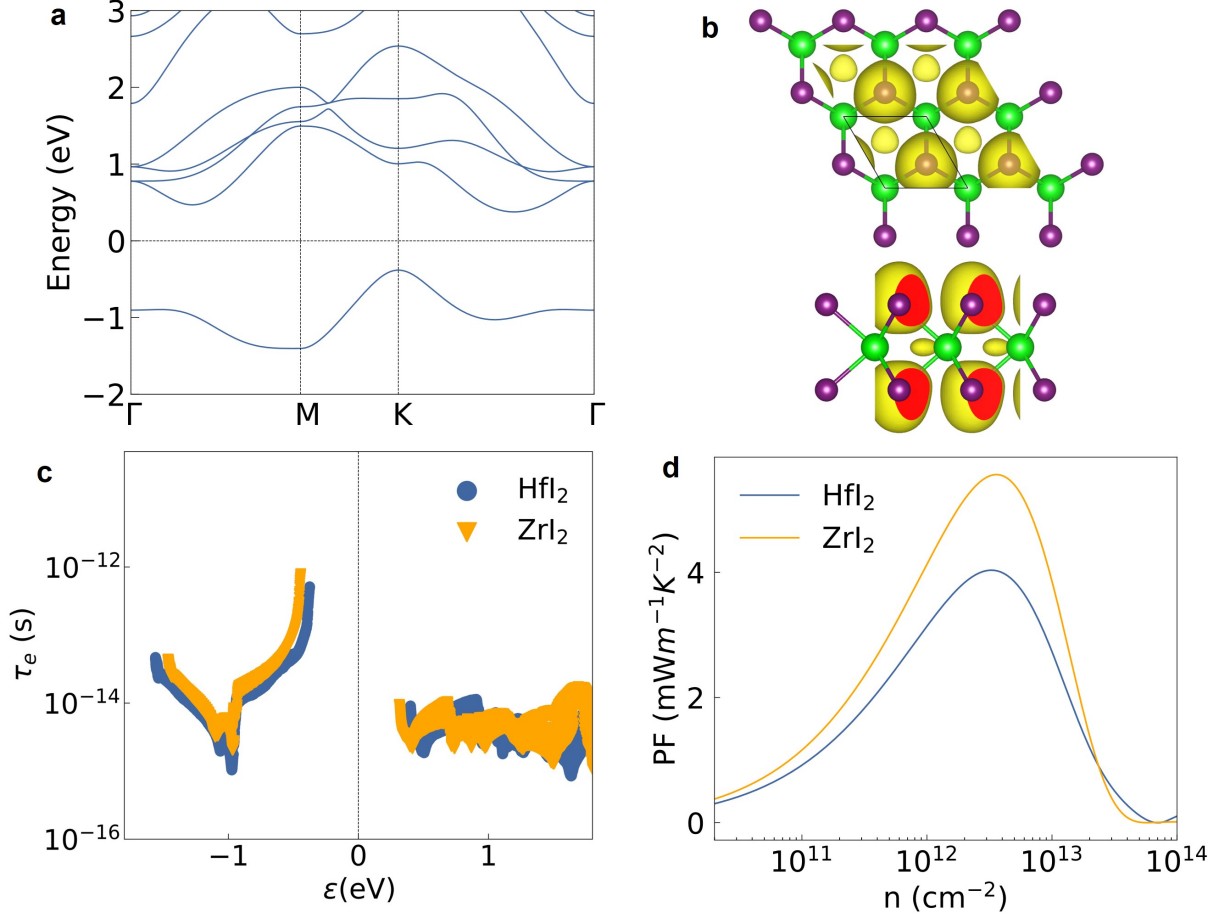 a
3
2
1
0
−1
−2
Energy (eV)
Γ
M
K
Γ
b
c
HfI₂
ZrI₂
10⁻¹²
10⁻¹⁴
10⁻¹⁶
τₑ (s)
−1
0
1
ε(eV)
d
HfI₂
ZrI₂
4
2
0
PF (mWm⁻¹K⁻²)
10¹¹
10¹²
10¹³
10¹⁴
n (cm⁻²)